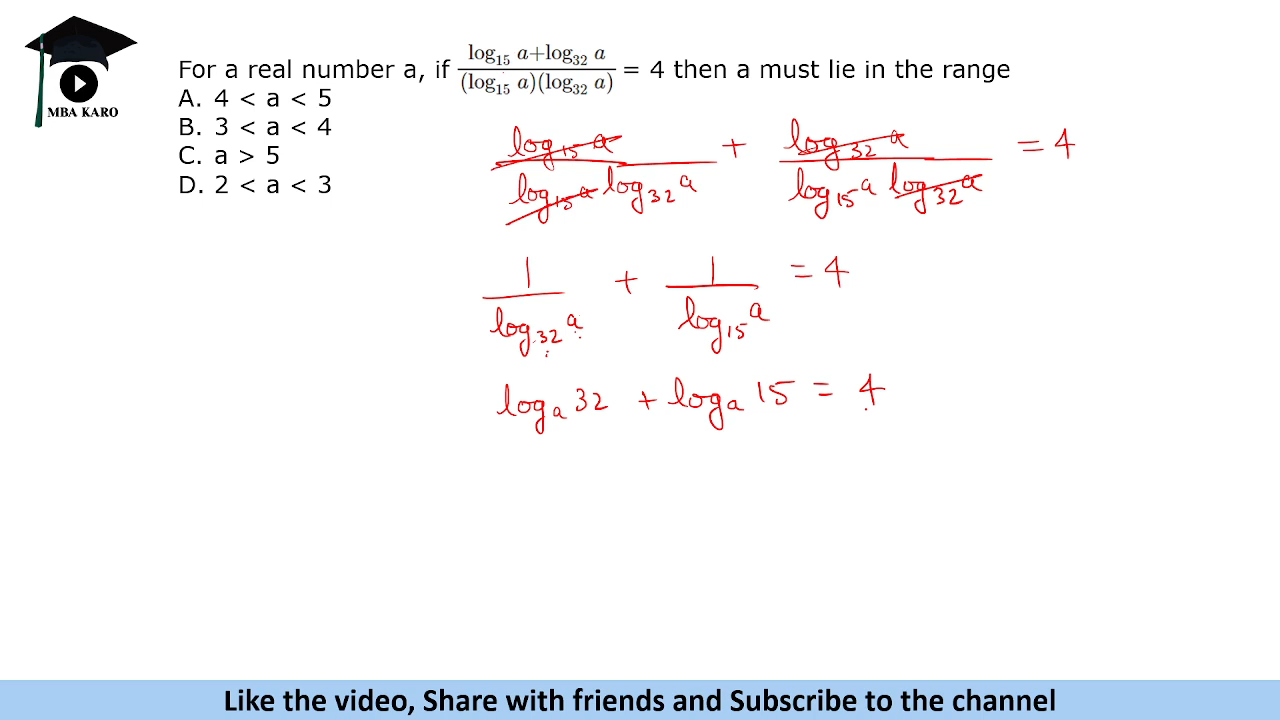 MBA KARO
For a real number a, if (log₁₅ a+log₃₂ a)/((log₁₅ a)(log₃₂ a)) = 4 then a must lie in the range
A. 4 < a < 5
B. 3 < a < 4
C. a > 5
D. 2 < a < 3
log₁₅ a / (log₁₅ a log₃₂ a) + log₃₂ a / (log₁₅ a log₃₂ a) = 4
1 / log₃₂ a + 1 / log₁₅ a = 4
logₐ 32 + logₐ 15 = 4
Like the video, Share with friends and Subscribe to the channel